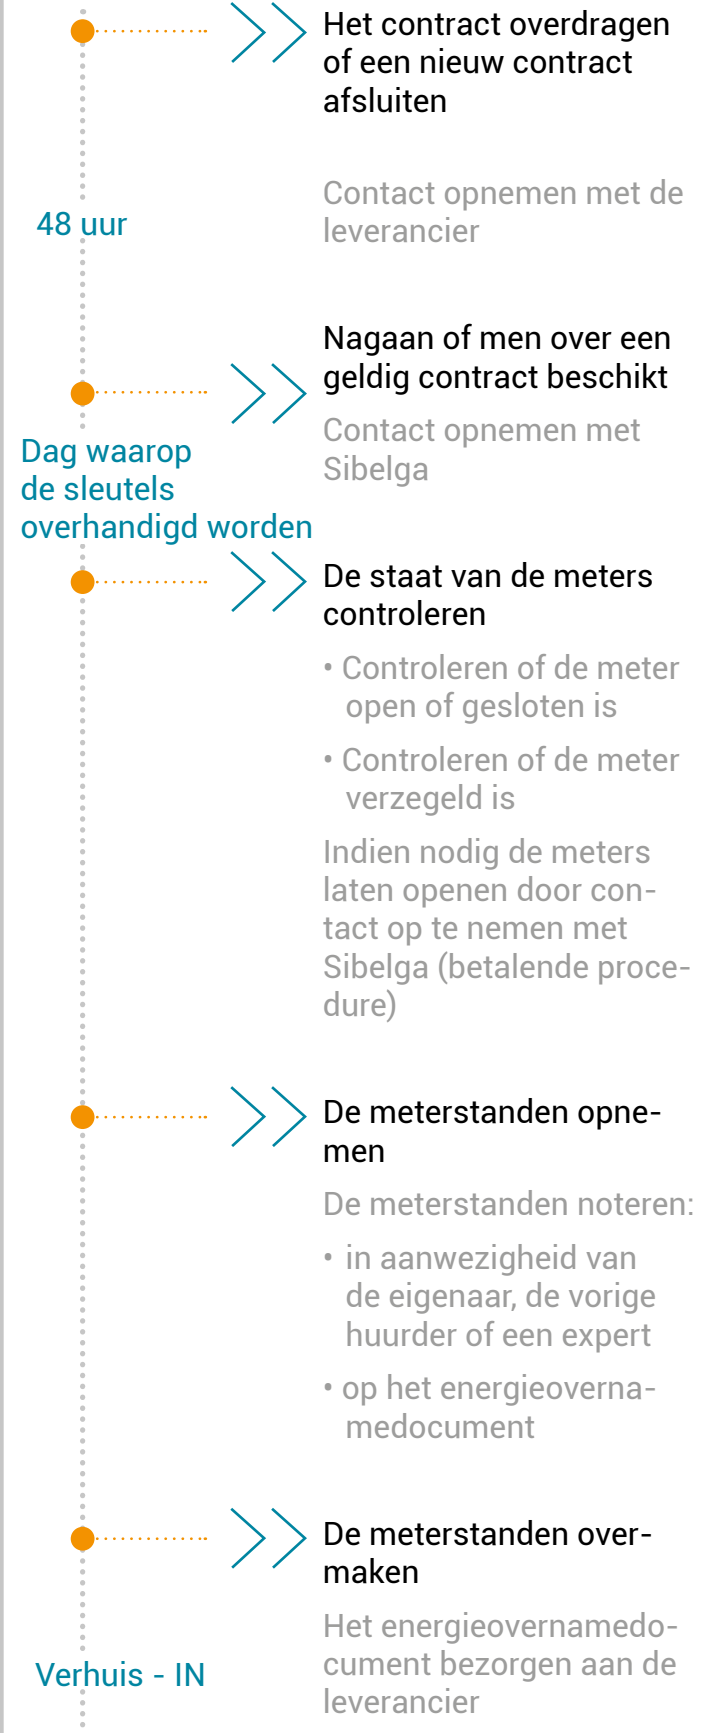 Het contract overdragen
of een nieuw contract
afsluiten
Contact opnemen met de
leverancier
48 uur
Nagaan of men over een
geldig contract beschikt
Contact opnemen met
Sibelga
Dag waarop
de sleutels
overhandigd worden
De staat van de meters
controleren
• Controleren of de meter
open of gesloten is
• Controleren of de meter
verzegeld is
Indien nodig de meters
laten openen door con-
tact op te nemen met
Sibelga (betalende proce-
dure)
De meterstanden opne-
men
De meterstanden noteren:
• in aanwezigheid van
de eigenaar, de vorige
huurder of een expert
• op het energieoverna-
medocument
De meterstanden over-
maken
Het energieovernamedo-
cument bezorgen aan de
leverancier
Verhuis - IN